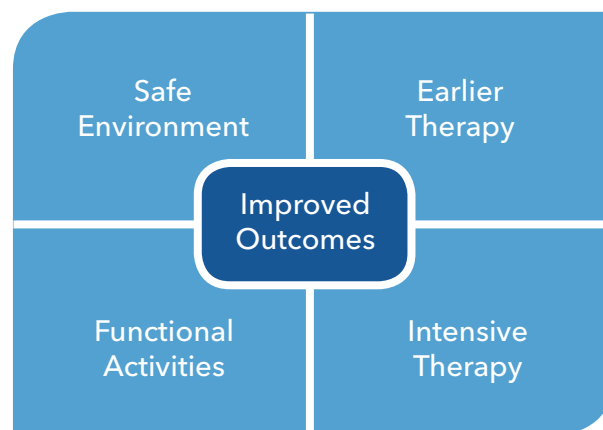 Safe
Environment
Earlier
Therapy
Improved
Outcomes
Functional
Activities
Intensive
Therapy